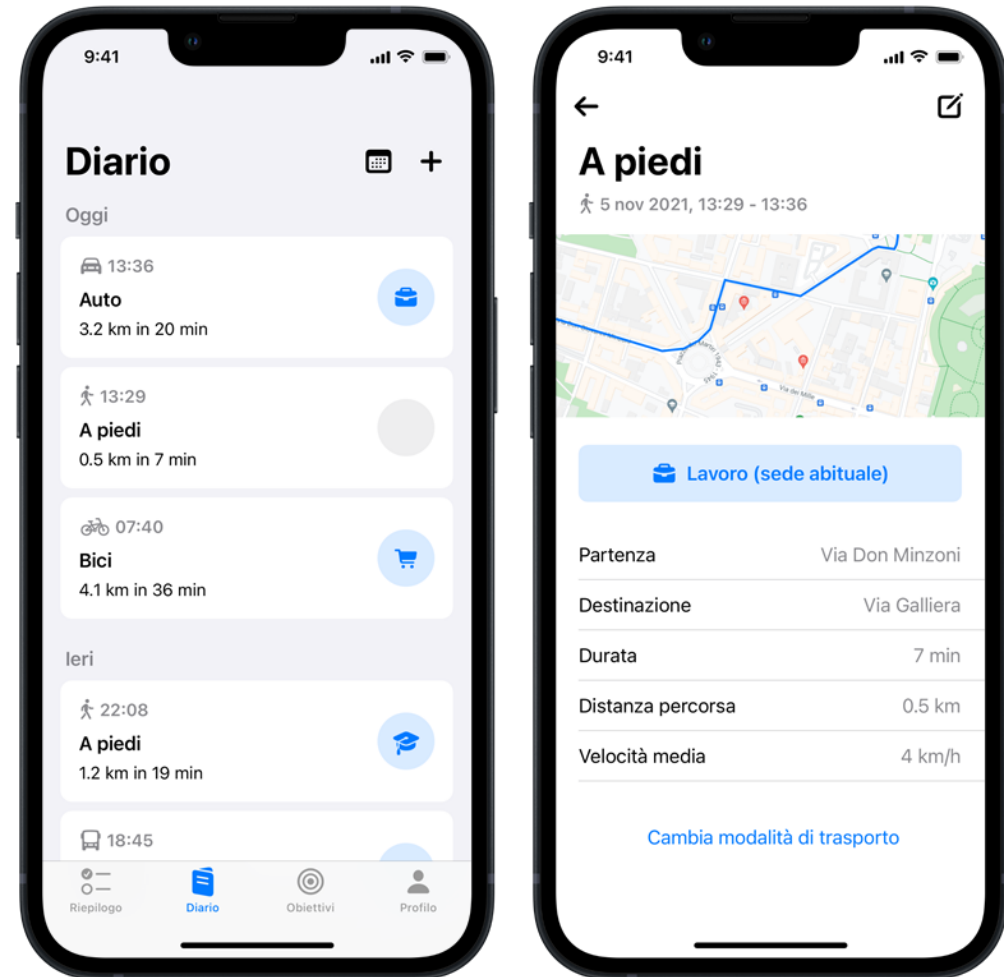 9:41
Diario
Oggi
13:36
Auto
3.2 km in 20 min
13:29
A piedi
0.5 km in 7 min
07:40
Bici
4.1 km in 36 min
Ieri
22:08
A piedi
1.2 km in 19 min
18:45
Riepilogo
Diario
Obiettivi
Profilo
9:41
A piedi
5 nov 2021, 13:29 - 13:36
Via dei Mille
Lavoro (sede abituale)
Partenza Via Don Minzoni
Destinazione Via Galliera
Durata 7 min
Distanza percorsa 0.5 km
Velocità media 4 km/h
Cambia modalità di trasporto